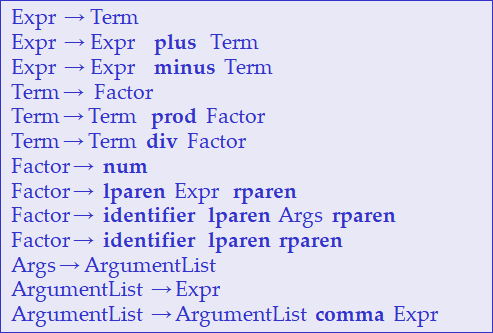 Expr → Term
Expr → Expr plus Term
Expr → Expr minus Term
Term → Factor
Term → Term prod Factor
Term → Term div Factor
Factor → num
Factor → lparen Expr rparen
Factor → identifier lparen Args rparen
Factor → identifier lparen rparen
Args → ArgumentList
ArgumentList → Expr
ArgumentList → ArgumentList comma Expr